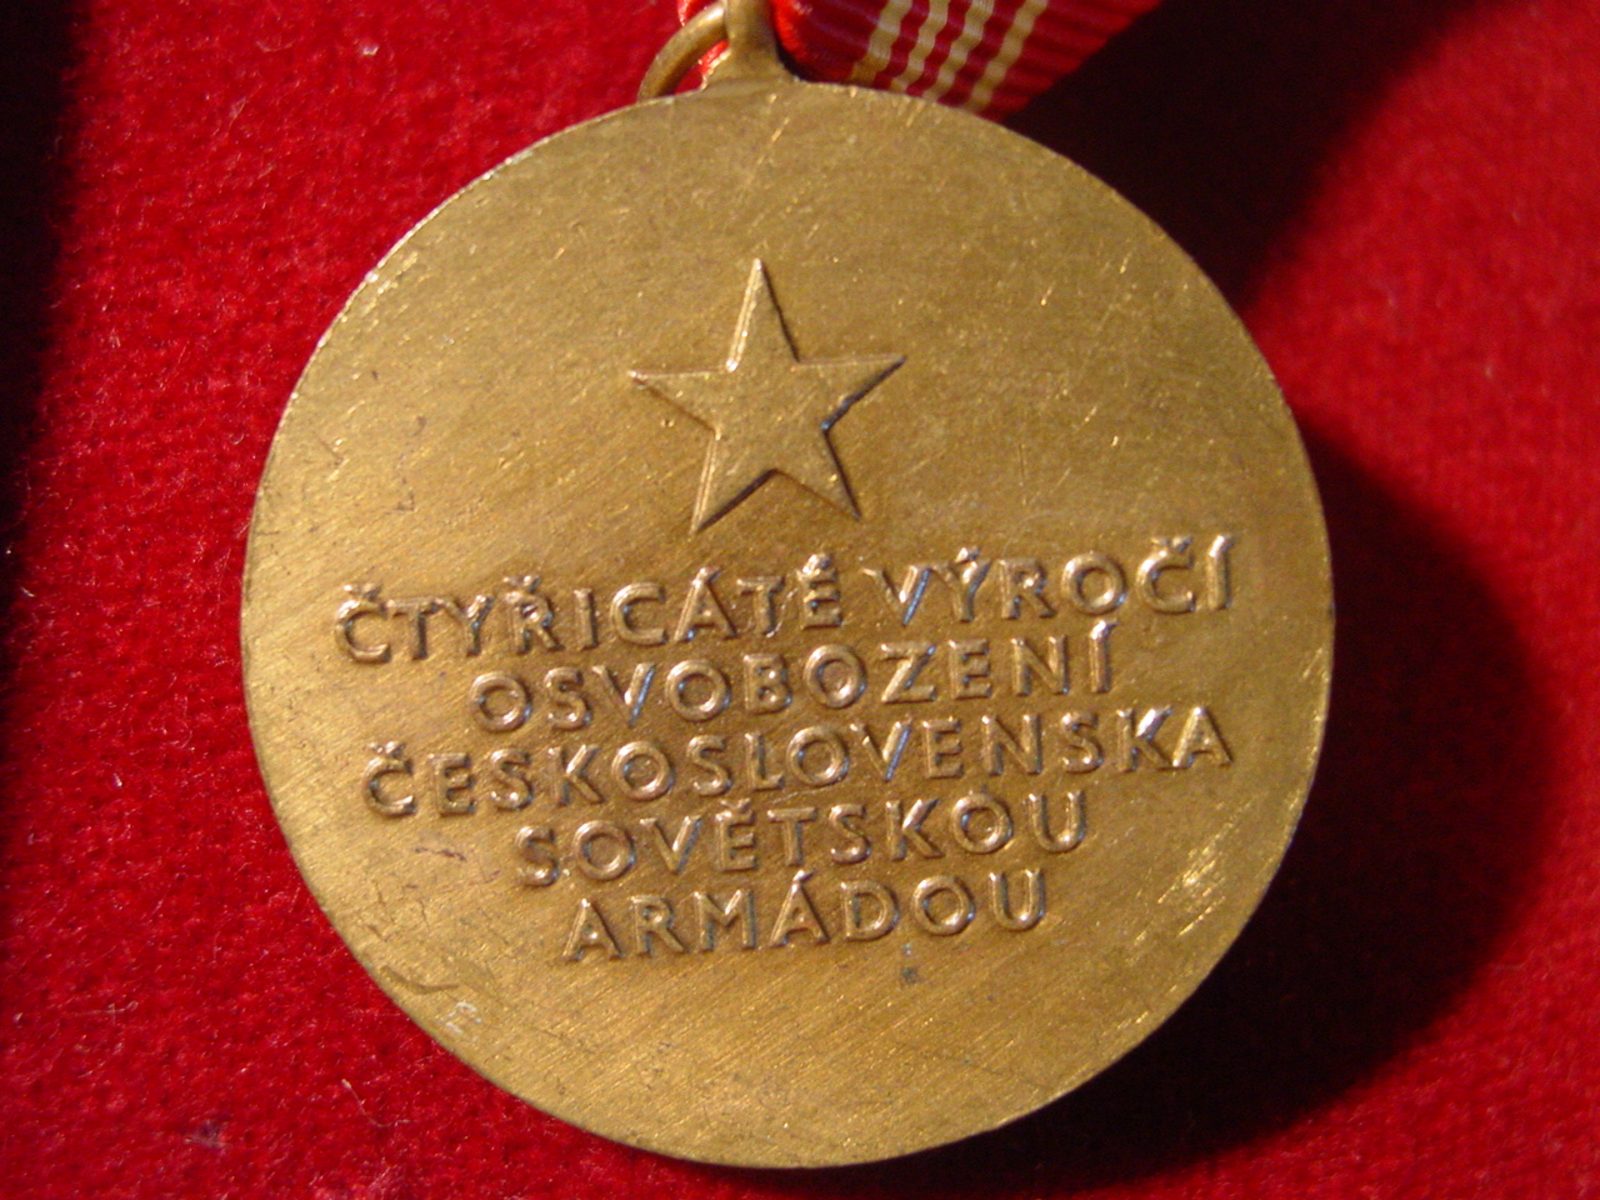 ČTYŘICÁTÉ VÝROČÍ
OSVOBOZENÍ
ČESKOSLOVENSKA
SOVĚTSKOU
ARMÁDOU